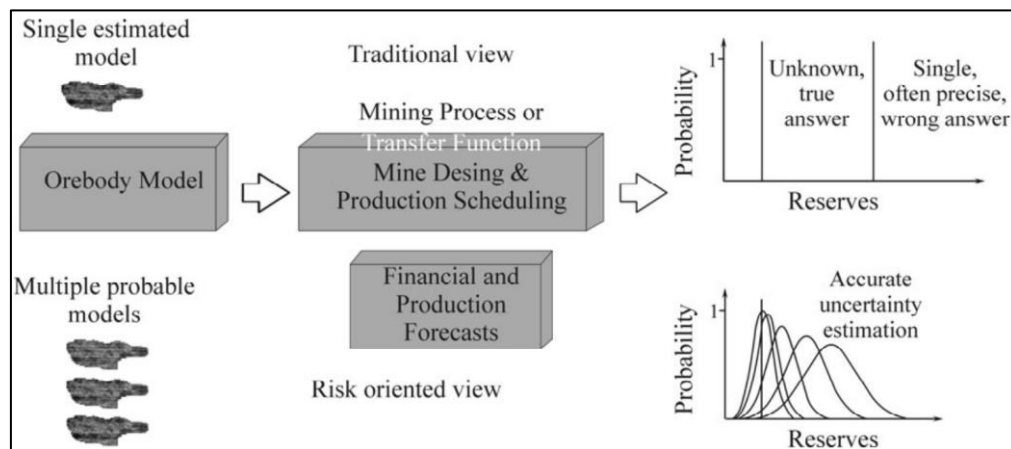 Single estimated
model
Traditional view
Mining Process or
Transfer Function
Orebody Model
Mine Desing &
Production Scheduling
Probability
1
Unknown,
true
answer
Single,
often precise,
wrong answer
Reserves
Multiple probable
models
Financial and
Production
Forecasts
Risk oriented view
Probability
1
Accurate
uncertainty
estimation
Reserves